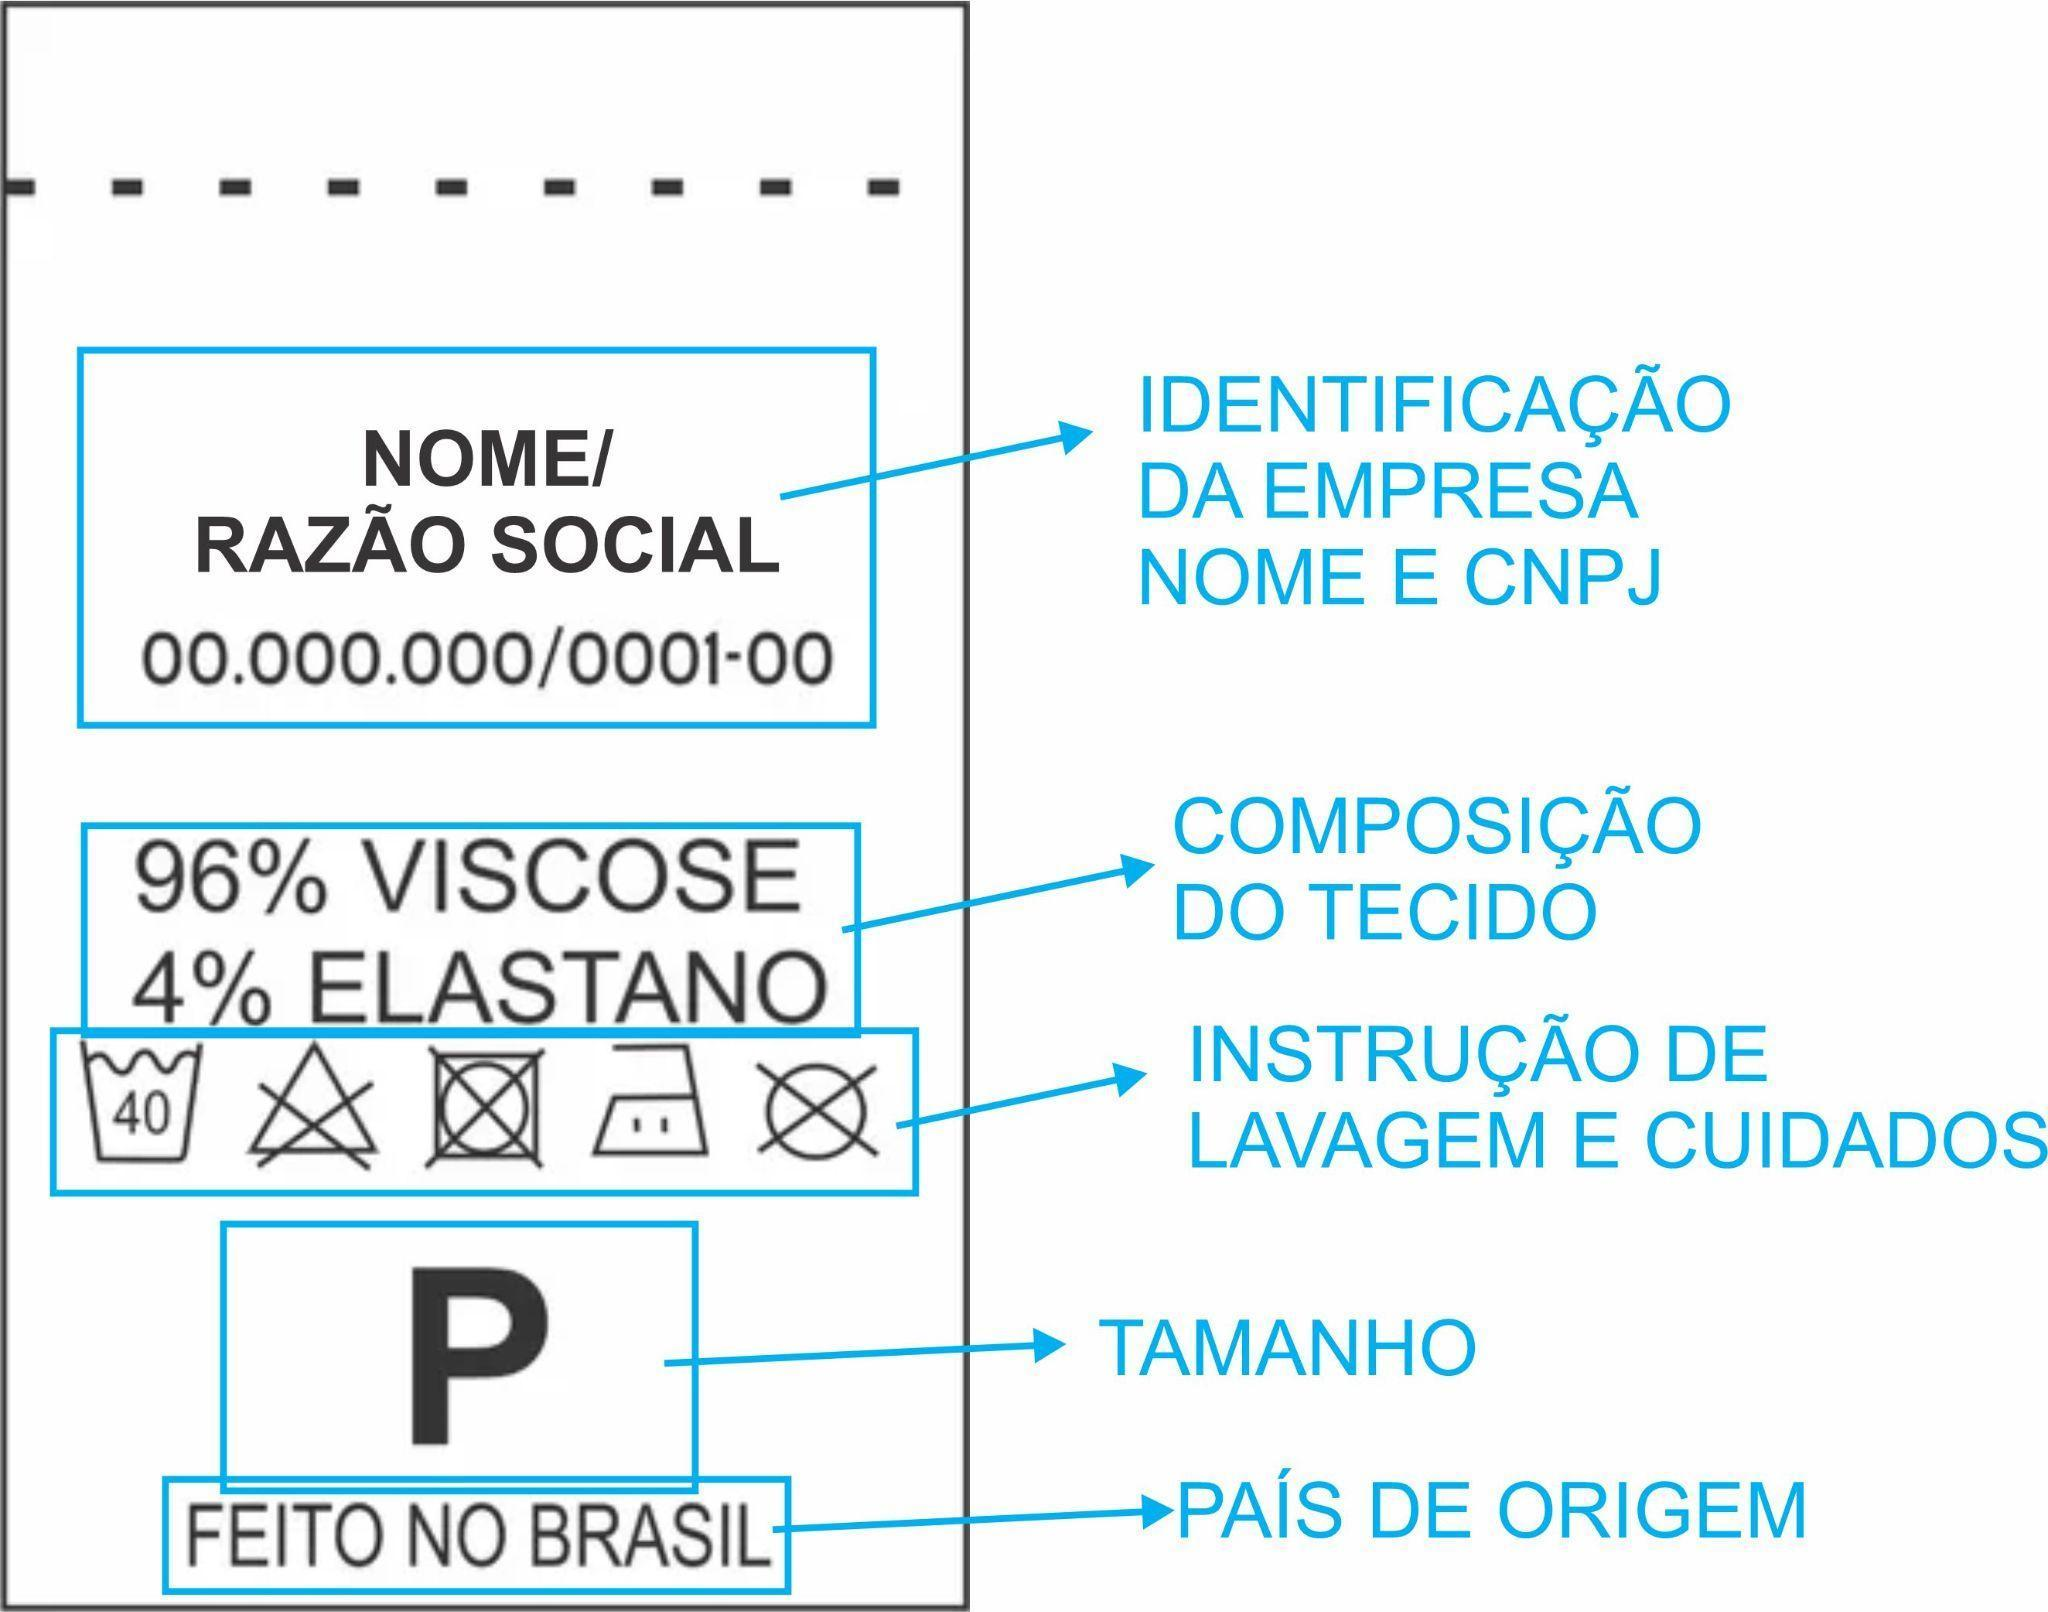 NOME/
RAZÃO SOCIAL
00.000.000/0001-00
IDENTIFICAÇÃO
DA EMPRESA
NOME E CNPJ
96% VISCOSE
4% ELASTANO
COMPOSIÇÃO
DO TECIDO
40
INSTRUÇÃO DE
LAVAGEM E CUIDADOS
P
TAMANHO
FEITO NO BRASIL
PAÍS DE ORIGEM